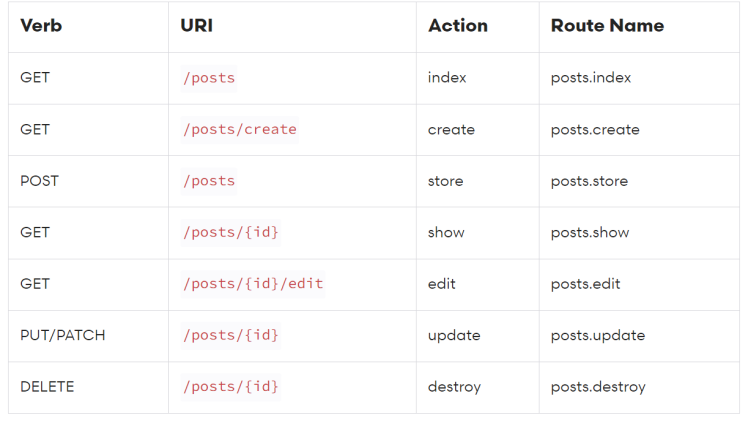 Verb URI Action Route Name
GET /posts index posts.index
GET /posts/create create posts.create
POST /posts store posts.store
GET /posts/{id} show posts.show
GET /posts/{id}/edit edit posts.edit
PUT/PATCH /posts/{id} update posts.update
DELETE /posts/{id} destroy posts.destroy